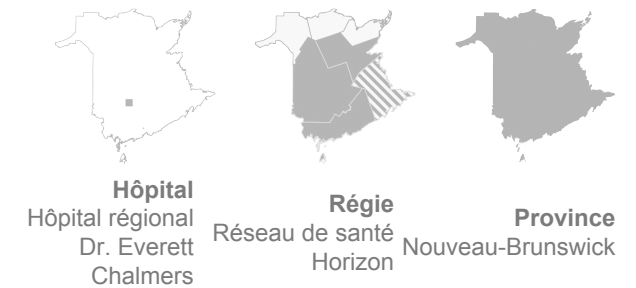 Hôpital
Hôpital régional
Dr. Everett
Chalmers
Régie
Réseau de santé
Horizon
Province
Nouveau-Brunswick